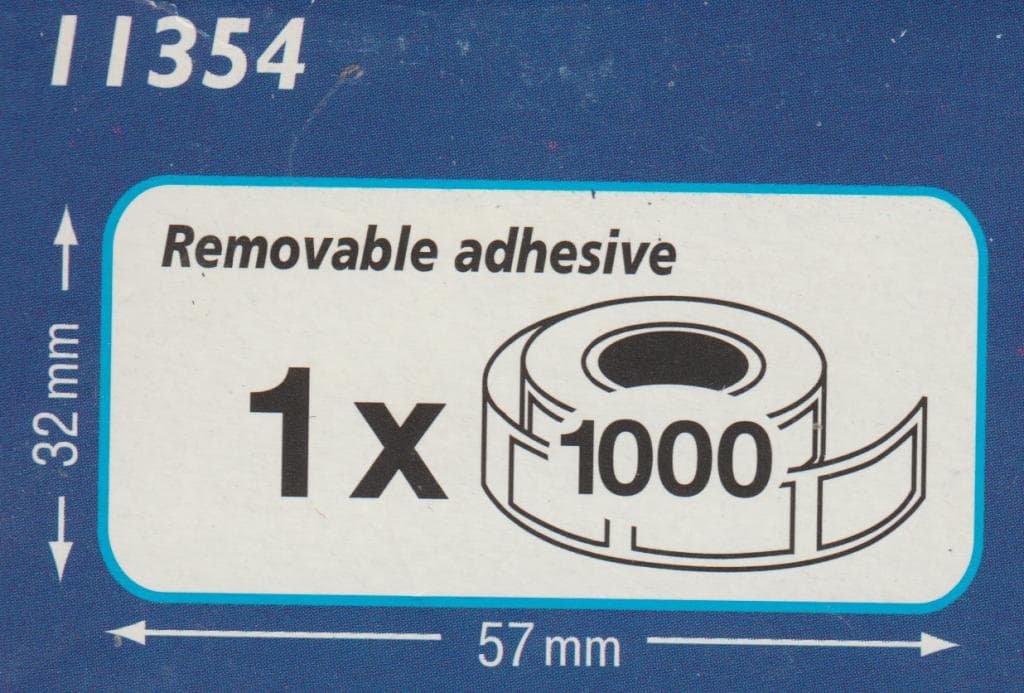 11354
Removable adhesive
1 x 1000
32 mm
57 mm